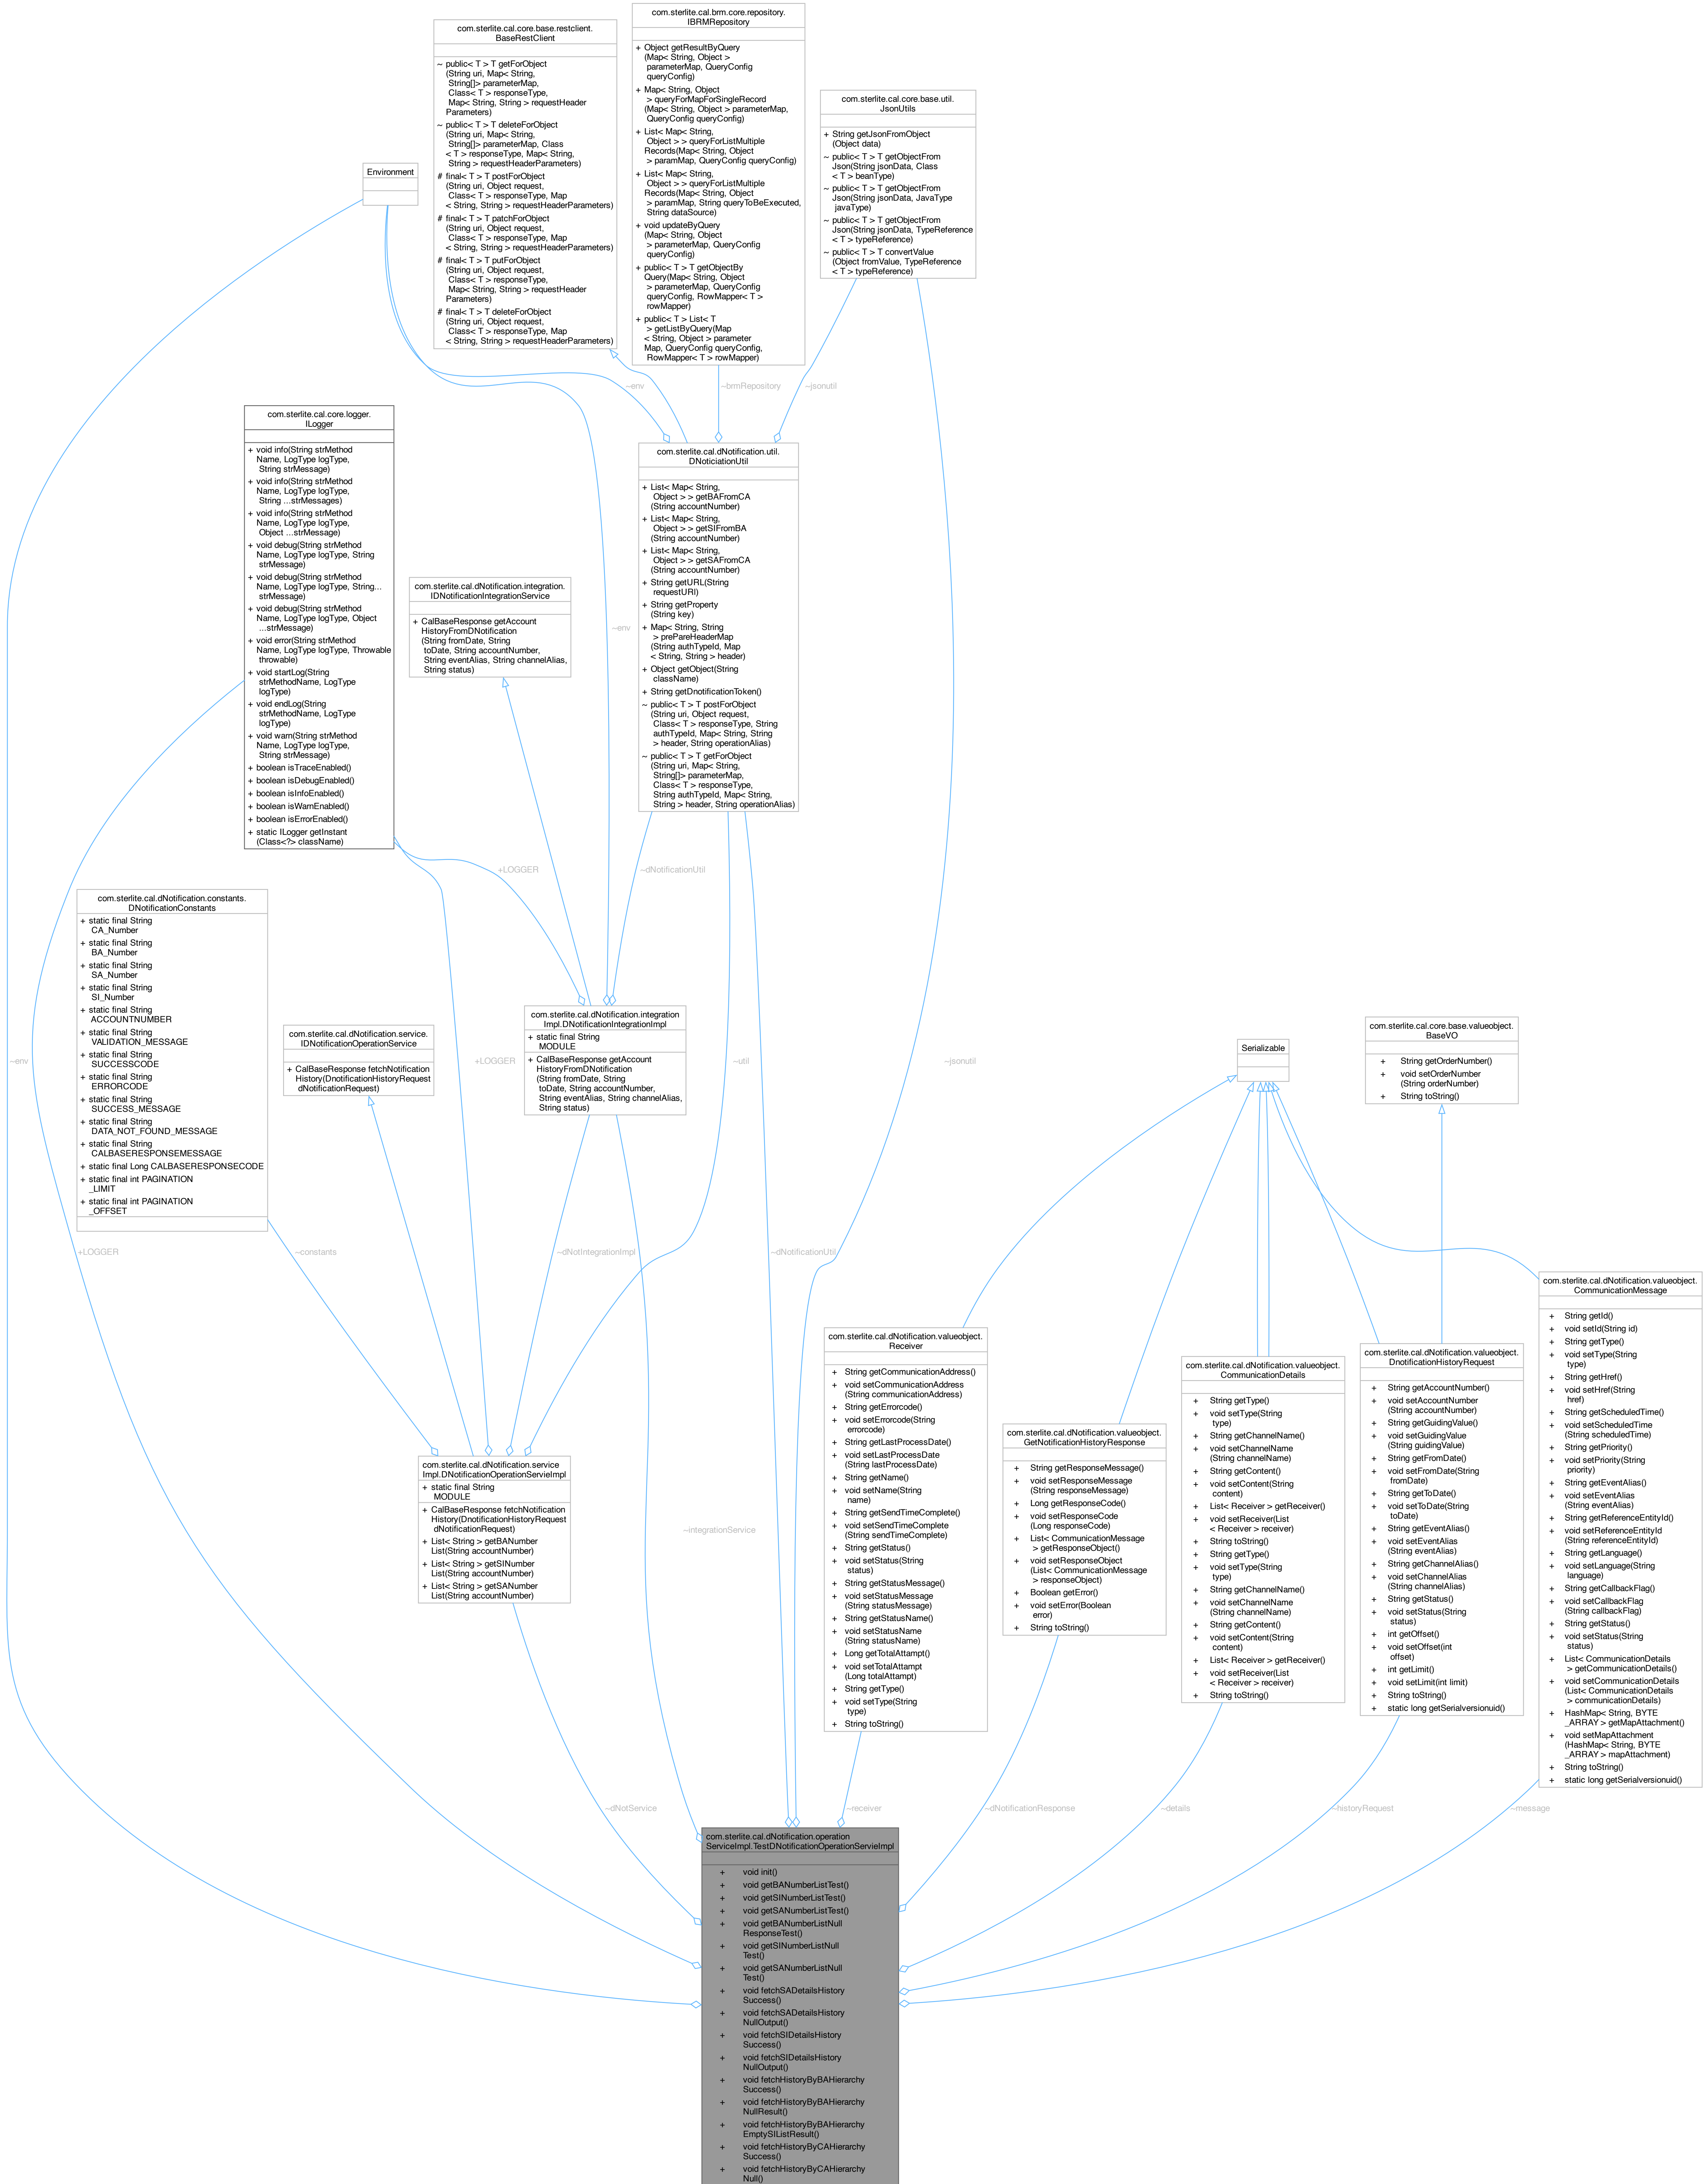 com.sterlite.cal.brm.core.repository.
IBRMRepository
+ Object getResultByQuery
(Map< String, Object >
parameterMap, QueryConfig
queryConfig)
+ Map< String, Object
> queryForMapForSingleRecord
(Map< String, Object > parameterMap,
QueryConfig queryConfig)
+ List< Map< String,
Object > > queryForListMultiple
Records(Map< String, Object
> paramMap, QueryConfig queryConfig)
+ List< Map< String,
Object > > queryForListMultiple
Records(Map< String, Object
> paramMap, String queryToBeExecuted,
String dataSource)
+ void updateByQuery
(Map< String, Object
> parameterMap, QueryConfig
queryConfig)
+ public< T > T getObjectBy
Query(Map< String, Object
> parameterMap, QueryConfig
queryConfig, RowMapper< T >
rowMapper)
+ public< T > List< T
> getListByQuery(Map
< String, Object > parameter
Map, QueryConfig queryConfig,
RowMapper< T > rowMapper)
com.sterlite.cal.core.base.restclient.
BaseRestClient
~ public< T > T getForObject
(String uri, Map< String,
String[]> parameterMap,
Class< T > responseType,
Map< String, String > requestHeader
Parameters)
~ public< T > T deleteForObject
(String uri, Map< String,
String[]> parameterMap, Class
< T > responseType, Map< String,
String > requestHeaderParameters)
# final< T > T postForObject
(String uri, Object request,
Class< T > responseType, Map
< String, String > requestHeaderParameters)
# final< T > T patchForObject
(String uri, Object request,
Class< T > responseType, Map
< String, String > requestHeaderParameters)
# final< T > T putForObject
(String uri, Object request,
Class< T > responseType,
Map< String, String > requestHeader
Parameters)
# final< T > T deleteForObject
(String uri, Object request,
Class< T > responseType, Map
< String, String > requestHeaderParameters)
com.sterlite.cal.core.base.util.
JsonUtils
+ String getJsonFromObject
(Object data)
~ public< T > T getObjectFrom
Json(String jsonData, Class
< T > beanType)
~ public< T > T getObjectFrom
Json(String jsonData, JavaType
javaType)
~ public< T > T getObjectFrom
Json(String jsonData, TypeReference
< T > typeReference)
~ public< T > T convertValue
(Object fromValue, TypeReference
< T > typeReference)
Environment
~env
~brmRepository
~jsonutil
com.sterlite.cal.core.logger.
ILogger
+ void info(String strMethod
Name, LogType logType,
String strMessage)
+ void info(String strMethod
Name, LogType logType,
String ...strMessages)
+ void info(String strMethod
Name, LogType logType,
Object ...strMessage)
+ void debug(String strMethod
Name, LogType logType, String
strMessage)
+ void debug(String strMethod
Name, LogType logType, String...
strMessage)
+ void debug(String strMethod
Name, LogType logType, Object
...strMessage)
+ void error(String strMethod
Name, LogType logType, Throwable
throwable)
+ void startLog(String
strMethodName, LogType
logType)
+ void endLog(String
strMethodName, LogType
logType)
+ void warn(String strMethod
Name, LogType logType,
String strMessage)
+ boolean isTraceEnabled()
+ boolean isDebugEnabled()
+ boolean isInfoEnabled()
+ boolean isWarnEnabled()
+ boolean isErrorEnabled()
+ static ILogger getInstant
(Class<?> className)
com.sterlite.cal.dNotification.util.
DNoticiationUtil
+ List< Map< String,
Object > > getBAFromCA
(String accountNumber)
+ List< Map< String,
Object > > getSIFromBA
(String accountNumber)
+ List< Map< String,
Object > > getSAFromCA
(String accountNumber)
+ String getURL(String
requestURI)
+ String getProperty
(String key)
+ Map< String, String
> prePareHeaderMap
(String authTypeId, Map
< String, String > header)
+ Object getObject(String
className)
+ String getDnotificationToken()
~ public< T > T postForObject
(String uri, Object request,
Class< T > responseType, String
authTypeId, Map< String, String
> header, String operationAlias)
~ public< T > T getForObject
(String uri, Map< String,
String[]> parameterMap,
Class< T > responseType,
String authTypeId, Map< String,
String > header, String operationAlias)
com.sterlite.cal.dNotification.integration.
IDNotificationIntegrationService
+ CalBaseResponse getAccount
HistoryFromDNotification
(String fromDate, String
toDate, String accountNumber,
String eventAlias, String channelAlias,
String status)
~env
+LOGGER
~dNotificationUtil
com.sterlite.cal.dNotification.constants.
DNotificationConstants
+ static final String
CA_Number
+ static final String
BA_Number
+ static final String
SA_Number
+ static final String
SI_Number
+ static final String
ACCOUNTNUMBER
+ static final String
VALIDATION_MESSAGE
+ static final String
SUCCESSCODE
+ static final String
ERRORCODE
+ static final String
SUCCESS_MESSAGE
+ static final String
DATA_NOT_FOUND_MESSAGE
+ static final String
CALBASERESPONSEMESSAGE
+ static final Long CALBASERESPONSECODE
+ static final int PAGINATION
_LIMIT
+ static final int PAGINATION
_OFFSET
com.sterlite.cal.dNotification.service.
IDNotificationOperationService
+ CalBaseResponse fetchNotification
History(DnotificationHistoryRequest
dNotificationRequest)
com.sterlite.cal.dNotification.integration
Impl.DNotificationIntegrationImpl
+ static final String
MODULE
+ CalBaseResponse getAccount
HistoryFromDNotification
(String fromDate, String
toDate, String accountNumber,
String eventAlias, String channelAlias,
String status)
Serializable
com.sterlite.cal.core.base.valueobject.
BaseVO
+ String getOrderNumber()
+ void setOrderNumber
(String orderNumber)
+ String toString()
~env
+LOGGER
~util
~jsonutil
+LOGGER
~constants
~dNotIntegrationImpl
~dNotificationUtil
com.sterlite.cal.dNotification.valueobject.
CommunicationMessage
+ String getId()
+ void setId(String id)
+ String getType()
+ void setType(String
type)
+ String getHref()
+ void setHref(String
href)
+ String getScheduledTime()
+ void setScheduledTime
(String scheduledTime)
+ String getPriority()
+ void setPriority(String
priority)
+ String getEventAlias()
+ void setEventAlias
(String eventAlias)
+ String getReferenceEntityId()
+ void setReferenceEntityId
(String referenceEntityId)
+ String getLanguage()
+ void setLanguage(String
language)
+ String getCallbackFlag()
+ void setCallbackFlag
(String callbackFlag)
+ String getStatus()
+ void setStatus(String
status)
+ List< CommunicationDetails
> getCommunicationDetails()
+ void setCommunicationDetails
(List< CommunicationDetails
> communicationDetails)
+ HashMap< String, BYTE
_ARRAY > getMapAttachment()
+ void setMapAttachment
(HashMap< String, BYTE
_ARRAY > mapAttachment)
+ String toString()
+ static long getSerialversionuid()
com.sterlite.cal.dNotification.valueobject.
Receiver
+ String getCommunicationAddress()
+ void setCommunicationAddress
(String communicationAddress)
+ String getErrorcode()
+ void setErrorcode(String
errorcode)
+ String getLastProcessDate()
+ void setLastProcessDate
(String lastProcessDate)
+ String getName()
+ void setName(String
name)
+ String getSendTimeComplete()
+ void setSendTimeComplete
(String sendTimeComplete)
+ String getStatus()
+ void setStatus(String
status)
+ String getStatusMessage()
+ void setStatusMessage
(String statusMessage)
+ String getStatusName()
+ void setStatusName
(String statusName)
+ Long getTotalAttampt()
+ void setTotalAttampt
(Long totalAttampt)
+ String getType()
+ void setType(String
type)
+ String toString()
com.sterlite.cal.dNotification.valueobject.
DnotificationHistoryRequest
+ String getAccountNumber()
+ void setAccountNumber
(String accountNumber)
+ String getGuidingValue()
+ void setGuidingValue
(String guidingValue)
+ String getFromDate()
+ void setFromDate(String
fromDate)
+ String getToDate()
+ void setToDate(String
toDate)
+ String getEventAlias()
+ void setEventAlias
(String eventAlias)
+ String getChannelAlias()
+ void setChannelAlias
(String channelAlias)
+ String getStatus()
+ void setStatus(String
status)
+ int getOffset()
+ void setOffset(int
offset)
+ int getLimit()
+ void setLimit(int limit)
+ String toString()
+ static long getSerialversionuid()
com.sterlite.cal.dNotification.valueobject.
CommunicationDetails
+ String getType()
+ void setType(String
type)
+ String getChannelName()
+ void setChannelName
(String channelName)
+ String getContent()
+ void setContent(String
content)
+ List< Receiver > getReceiver()
+ void setReceiver(List
< Receiver > receiver)
+ String toString()
+ String getType()
+ void setType(String
type)
+ String getChannelName()
+ void setChannelName
(String channelName)
+ String getContent()
+ void setContent(String
content)
+ List< Receiver > getReceiver()
+ void setReceiver(List
< Receiver > receiver)
+ String toString()
com.sterlite.cal.dNotification.valueobject.
GetNotificationHistoryResponse
+ String getResponseMessage()
+ void setResponseMessage
(String responseMessage)
+ Long getResponseCode()
+ void setResponseCode
(Long responseCode)
+ List< CommunicationMessage
> getResponseObject()
+ void setResponseObject
(List< CommunicationMessage
> responseObject)
+ Boolean getError()
+ void setError(Boolean
error)
+ String toString()
com.sterlite.cal.dNotification.service
Impl.DNotificationOperationServieImpl
+ static final String
MODULE
+ CalBaseResponse fetchNotification
History(DnotificationHistoryRequest
dNotificationRequest)
+ List< String > getBANumber
List(String accountNumber)
+ List< String > getSINumber
List(String accountNumber)
+ List< String > getSANumber
List(String accountNumber)
~integrationService
~dNotService
~receiver
~dNotificationResponse
~details
~historyRequest
~message
com.sterlite.cal.dNotification.operation
ServiceImpl.TestDNotificationOperationServieImpl
+ void init()
+ void getBANumberListTest()
+ void getSINumberListTest()
+ void getSANumberListTest()
+ void getBANumberListNull
ResponseTest()
+ void getSINumberListNull
Test()
+ void getSANumberListNull
Test()
+ void fetchSADetailsHistory
Success()
+ void fetchSADetailsHistory
NullOutput()
+ void fetchSIDetailsHistory
Success()
+ void fetchSIDetailsHistory
NullOutput()
+ void fetchHistoryByBAHierarchy
Success()
+ void fetchHistoryByBAHierarchy
NullResult()
+ void fetchHistoryByBAHierarchy
EmptySIListResult()
+ void fetchHistoryByCAHierarchy
Success()
+ void fetchHistoryByCAHierarchy
Null()